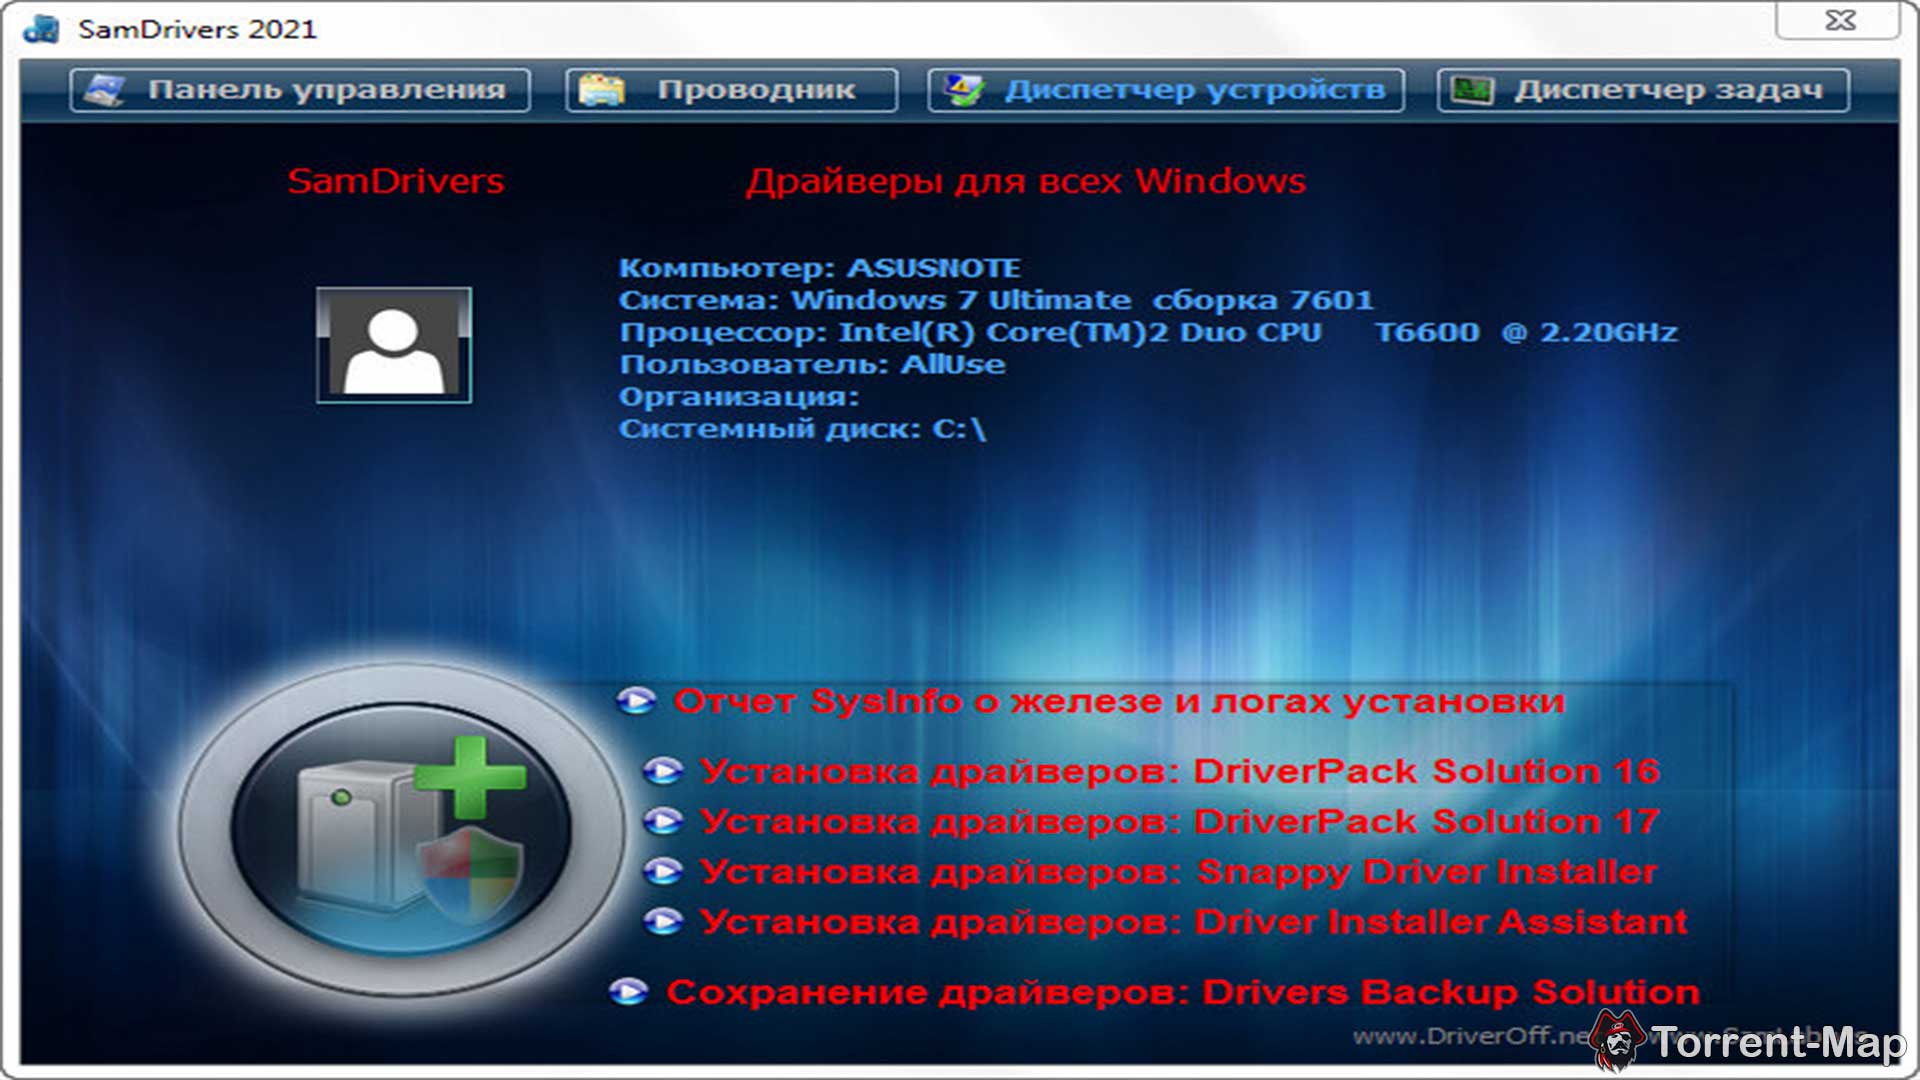 SamDrivers 2021
Панель управления
Проводник
Диспетчер устройств
Диспетчер задач
SamDrivers
Драйверы для всех Windows
Компьютер: ASUSNOTE
Система: Windows 7 Ultimate сборка 7601
Процессор: Intel(R) Core(TM)2 Duo CPU T6600 @ 2.20GHz
Пользователь: AllUse
Организация:
Системный диск: C:\
Отчет SysInfo о железе и логах установки
Установка драйверов: DriverPack Solution 16
Установка драйверов: DriverPack Solution 17
Установка драйверов: Snappy Driver Installer
Установка драйверов: Driver Installer Assistant
Сохранение драйверов: Drivers Backup Solution
www.DriverOff.ne
Torrent-Map